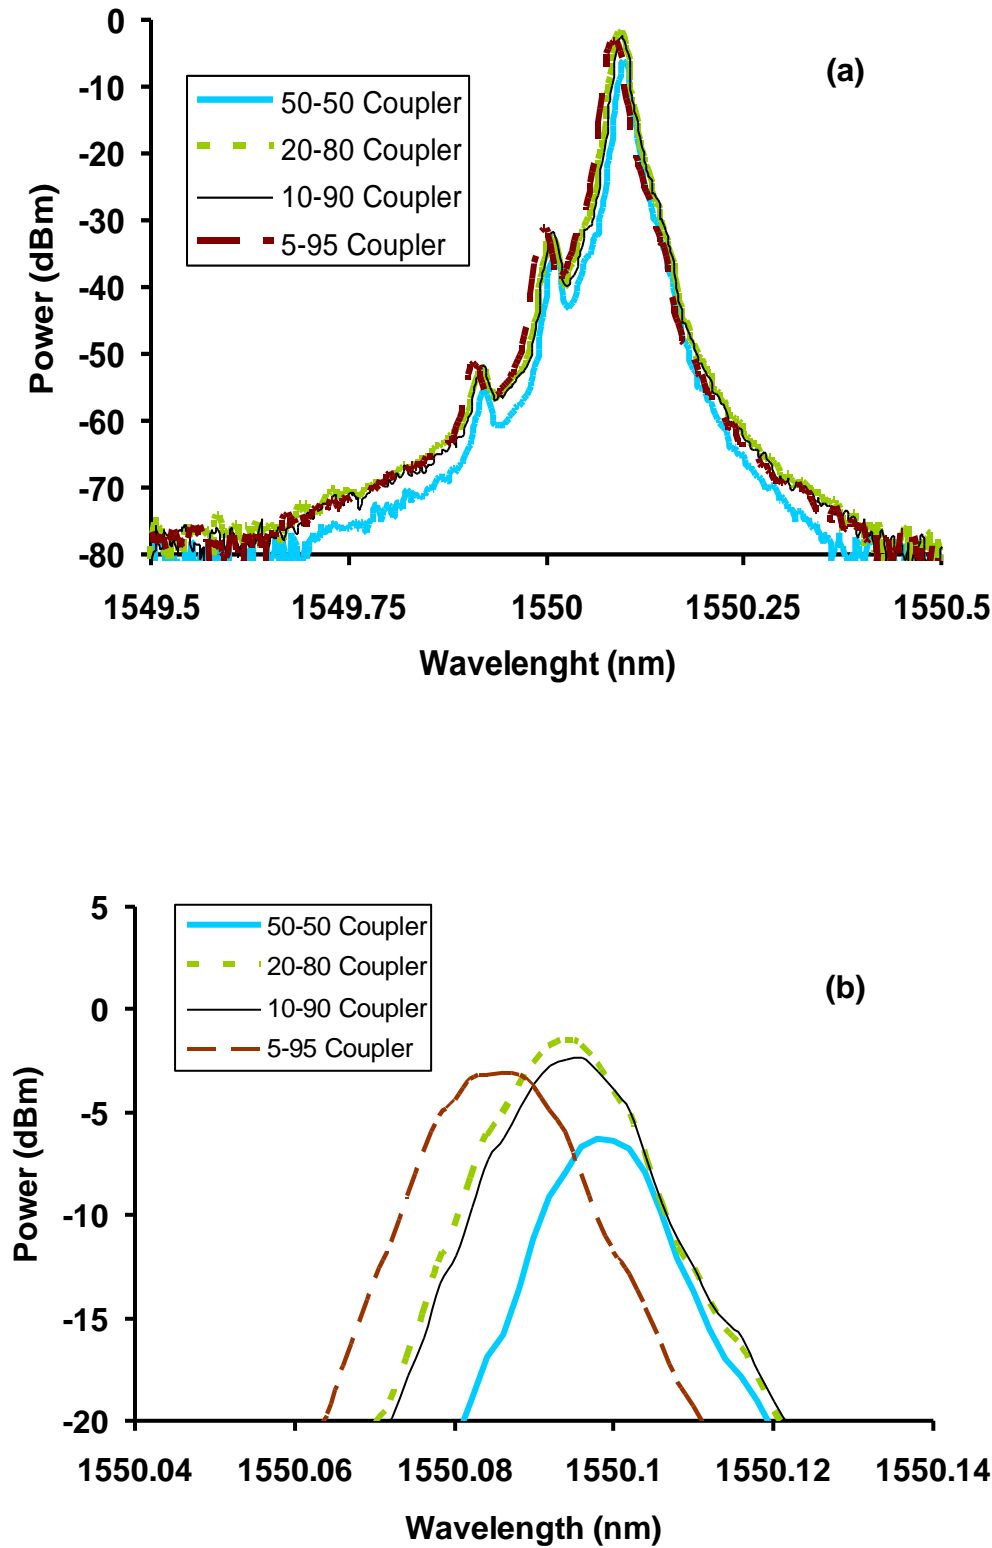 0
(a)
-10
50-50 Coupler
20-80 Coupler
-20
10-90 Coupler
-30
5-95 Coupler
-40
-50
-60
-70
-80
Power (dBm)
1549.5 1549.75 1550 1550.25 1550.5
Wavelenght (nm)
5
50-50 Coupler
20-80 Coupler
(b)
0
10-90 Coupler
5-95 Coupler
-5
-10
-15
-20
Power (dBm)
1550.04 1550.06 1550.08 1550.1 1550.12 1550.14
Wavelength (nm)